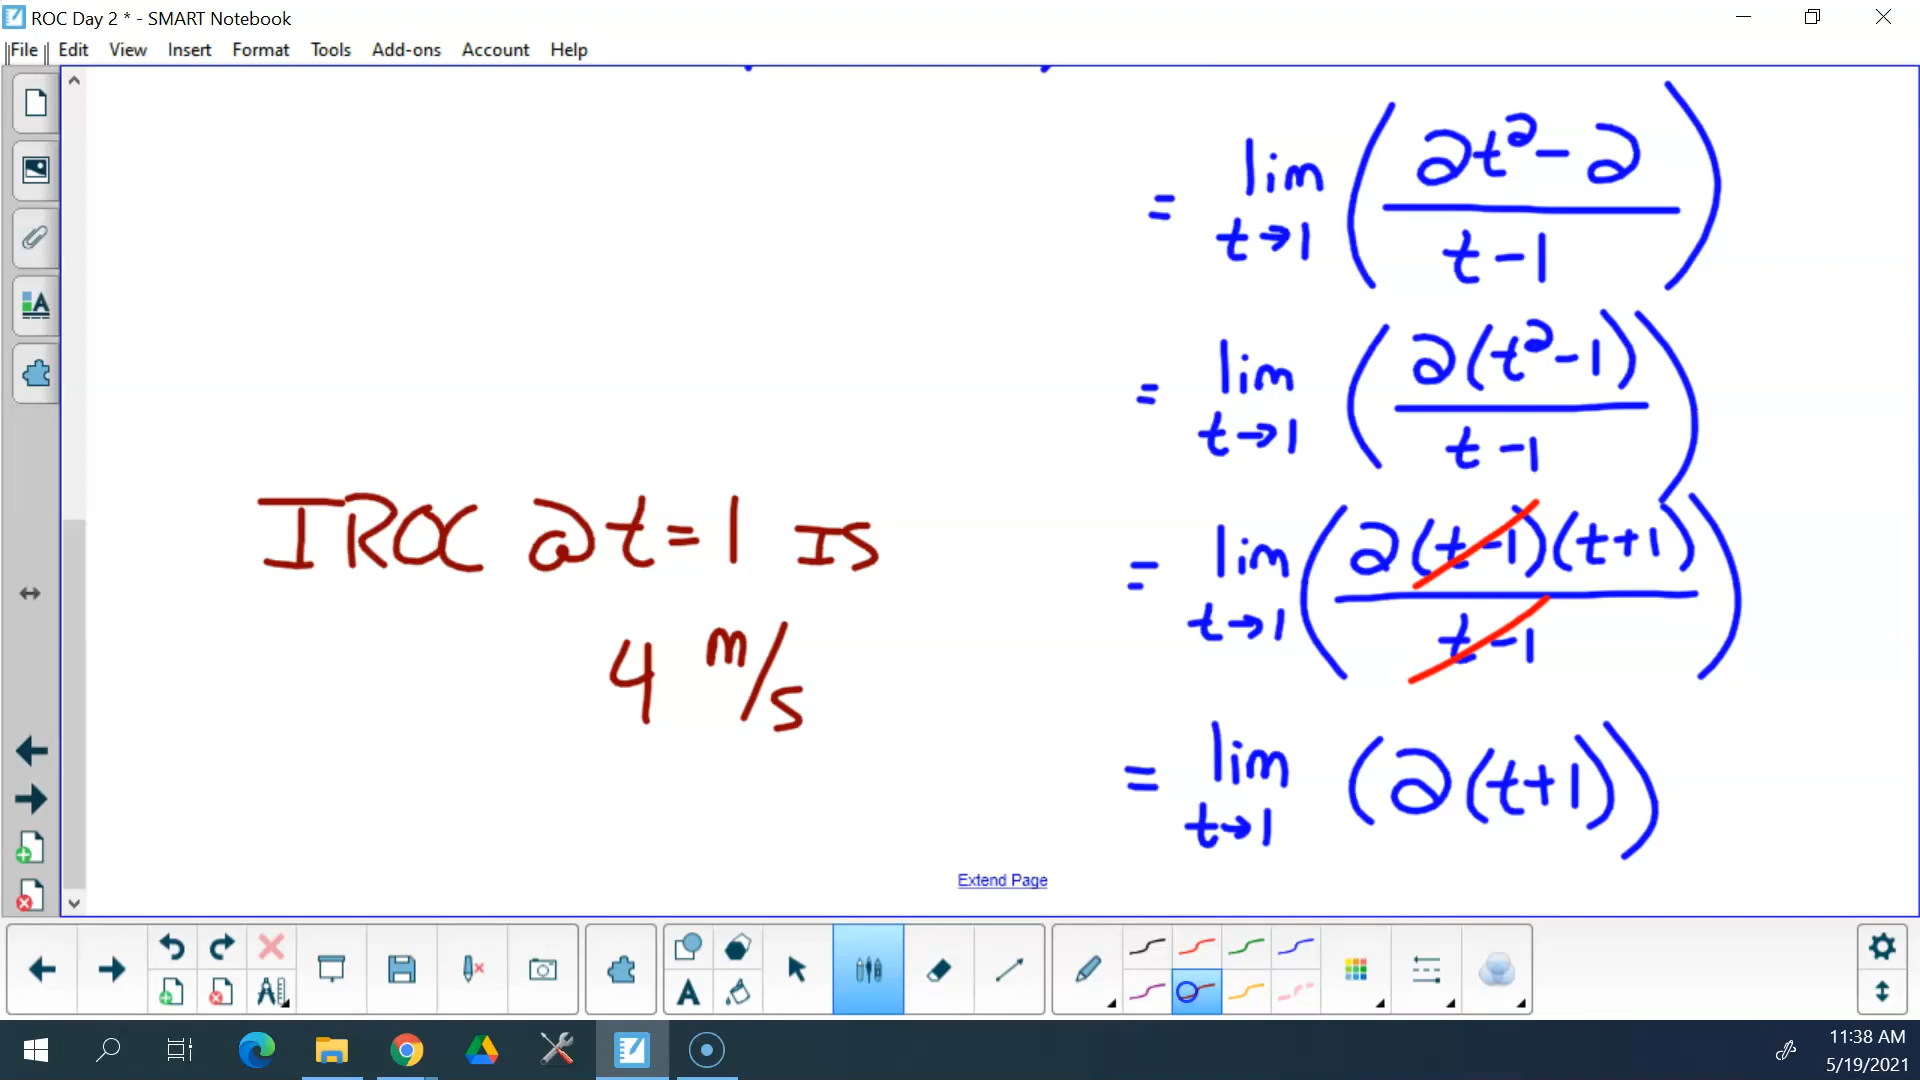 ROC Day 2 * - SMART Notebook
File Edit View Insert Format Tools Add-ons Account Help
= lim t→1 ( (2t² - 2) / (t - 1) )
= lim t→1 ( 2(t² - 1) / (t - 1) )
= lim t→1 ( 2(t-1)(t+1) / (t-1) )
= lim t→1 (2(t+1))
IROC @ t = 1 IS
4 m/s
Extend Page
11:38 AM
5/19/2021